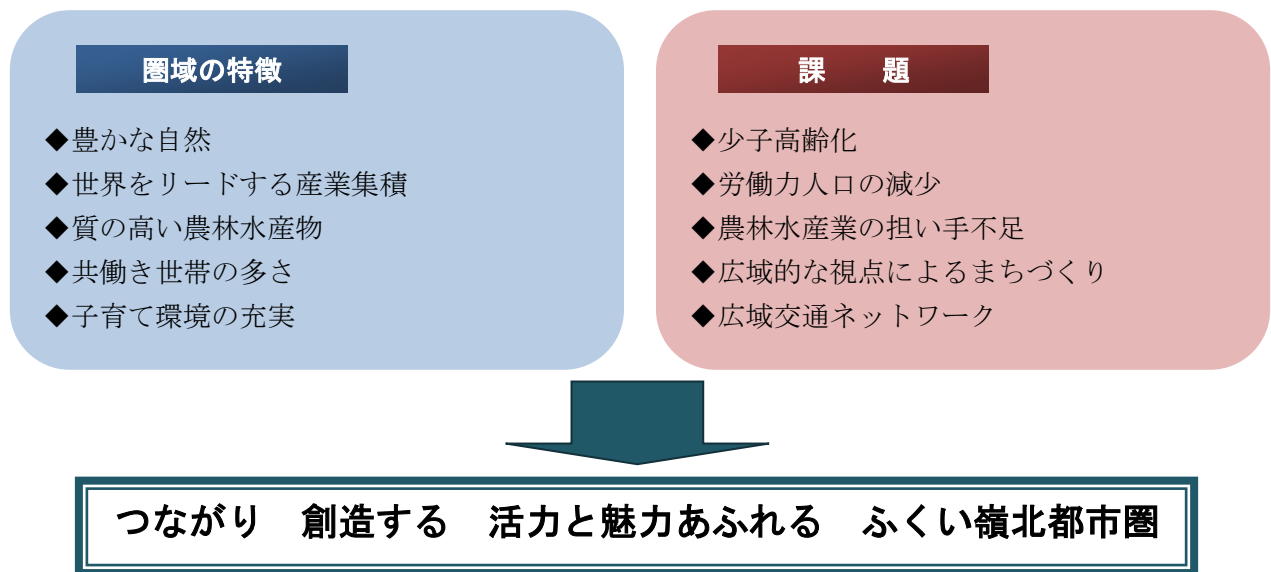 圏域の特徴
◆豊かな自然
◆世界をリードする産業集積
◆質の高い農林水産物
◆共働き世帯の多さ
◆子育て環境の充実
課　　題
◆少子高齢化
◆労働力人口の減少
◆農林水産業の担い手不足
◆広域的な視点によるまちづくり
◆広域交通ネットワーク
つながり　創造する　活力と魅力あふれる　ふくい嶺北都市圏